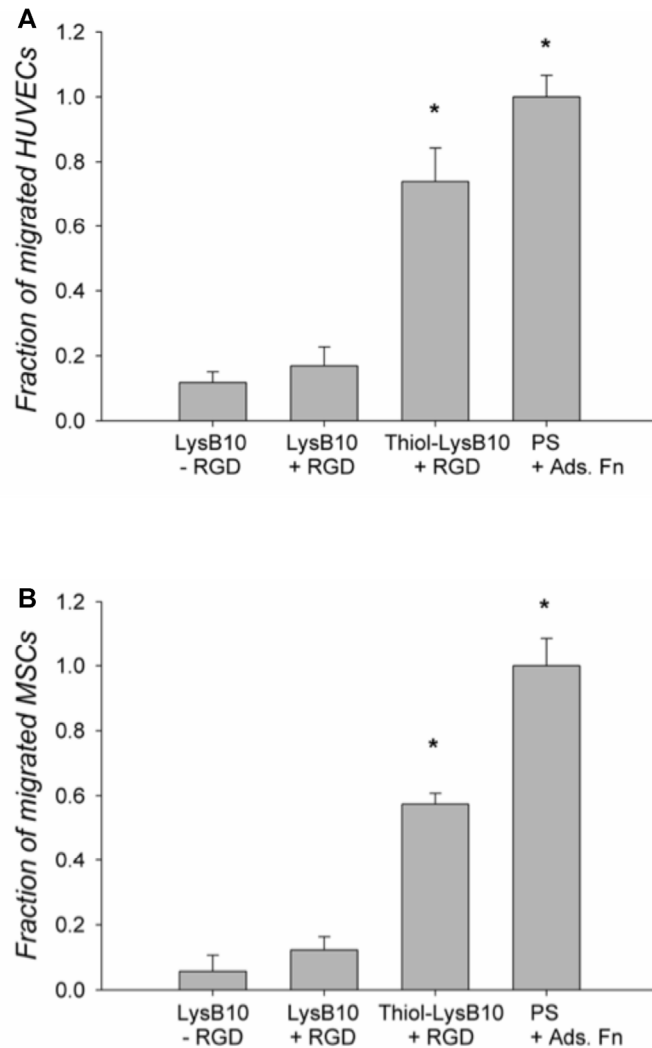 A
Fraction of migrated HUVECs
1.2
1.0
0.8
0.6
0.4
0.2
0.0
*
*
LysB10 LysB10 Thiol-LysB10 PS
- RGD + RGD + RGD + Ads. Fn
B
Fraction of migrated MSCs
1.2
1.0
0.8
0.6
0.4
0.2
0.0
*
*
LysB10 LysB10 Thiol-LysB10 PS
- RGD + RGD + RGD + Ads. Fn